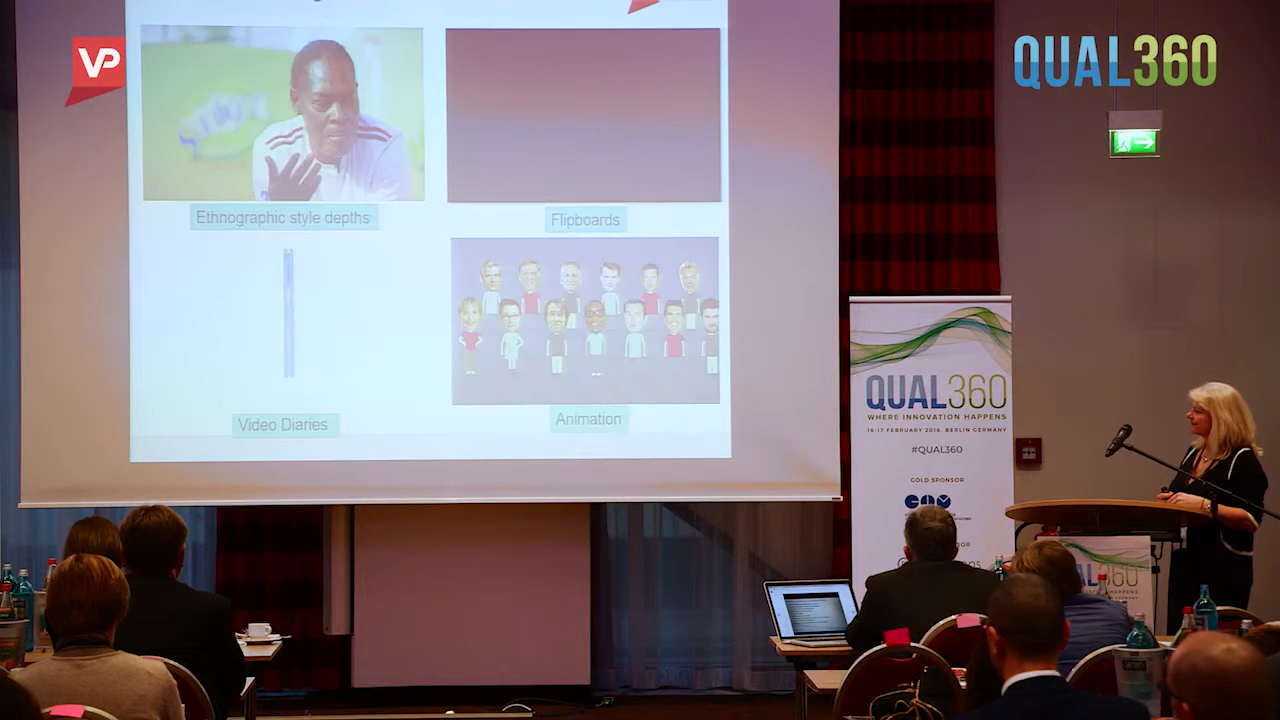 VP
QUAL360
Ethnographic style depths
Flipboards
Video Diaries
Animation
QUAL360
WHERE INNOVATION HAPPENS
16-17 FEBRUARY 2016, BERLIN GERMANY
#QUAL360
GOLD SPONSOR